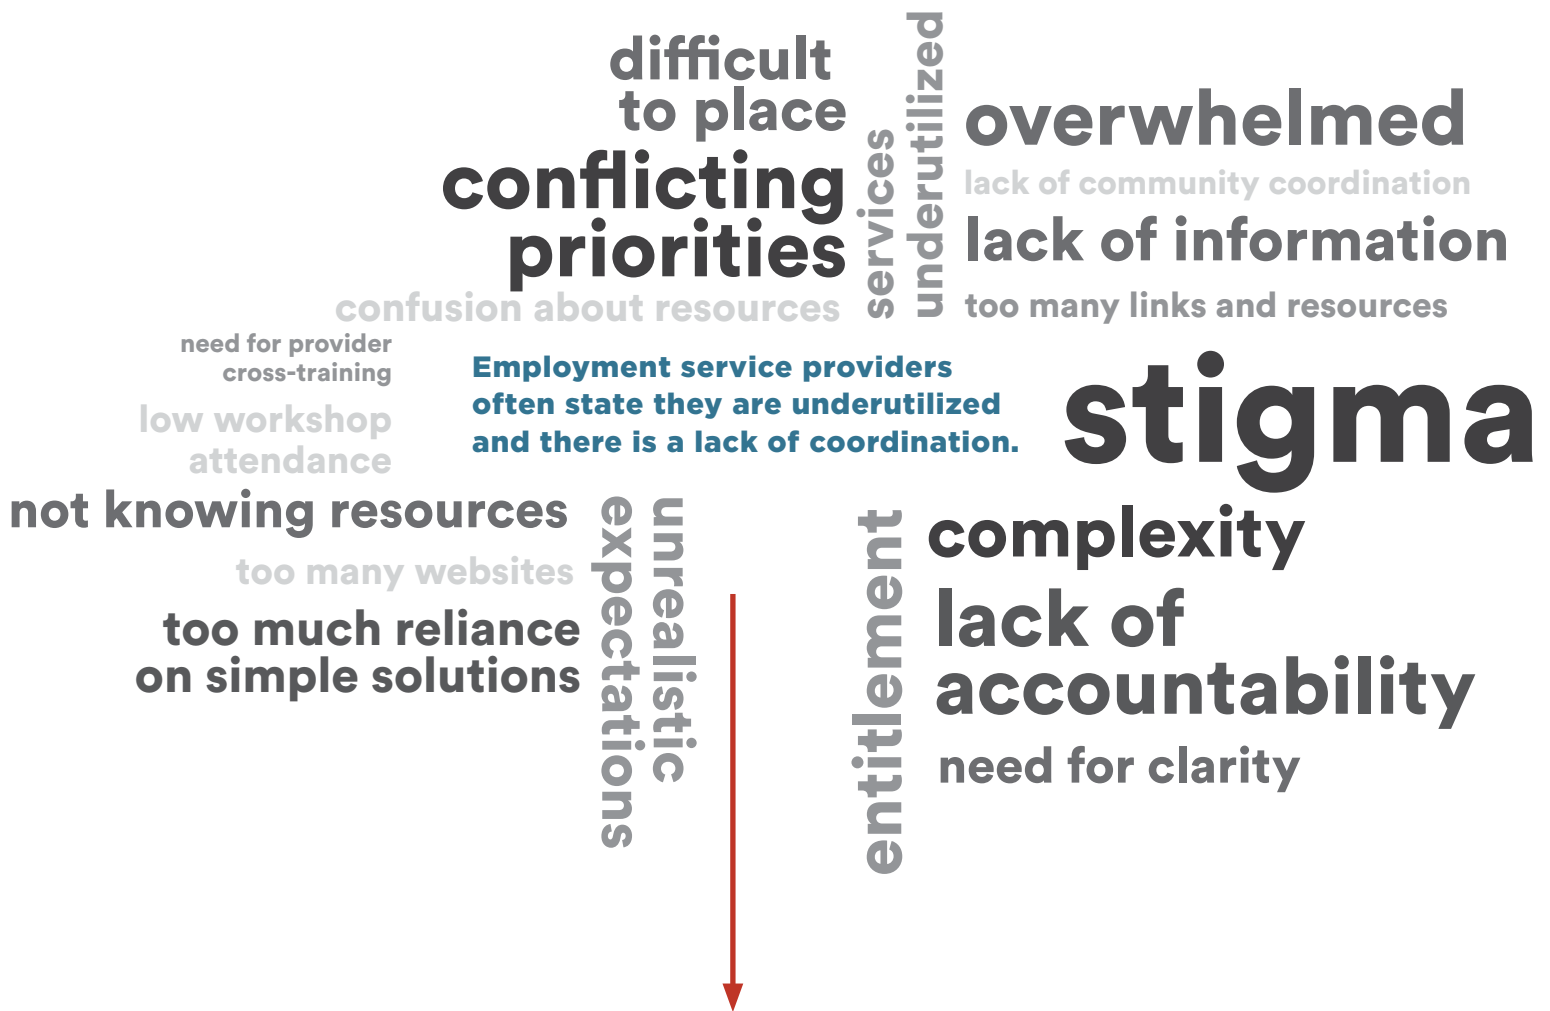 difficult
to place
conflicting
priorities
confusion about resources
services
underutilized
overwhelmed
lack of community coordination
lack of information
too many links and resources
need for provider
cross-training
low workshop
attendance
Employment service providers
often state they are underutilized
and there is a lack of coordination.
stigma
not knowing resources
too many websites
too much reliance
on simple solutions
unrealistic
expectations
entitlement
complexity
lack of
accountability
need for clarity